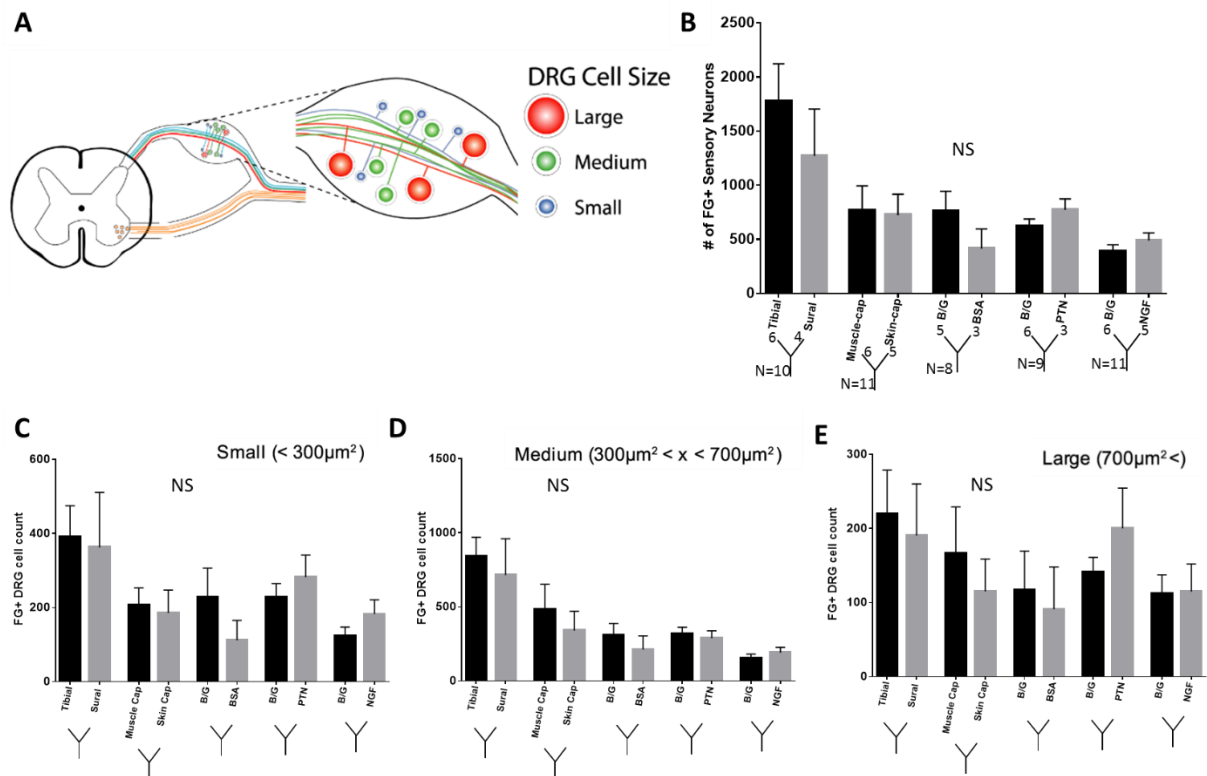 A
DRG Cell Size
Large
Medium
Small
B
# of FG+ Sensory Neurons
2500
2000
1500
1000
500
0
NS
Tibial
Sural
Muscle-cap
Skin-cap
B/G
BSA
B/G
PTN
B/G
NGF
6 4
6 5
5 3
6 3
6 5
N=10
N=11
N=8
N=9
N=11
C
Small (< 300µm²)
NS
FG+ DRG cell count
600
400
200
0
Tibial
Sural
Muscle Cap
Skin Cap
B/G
BSA
B/G
PTN
B/G
NGF
D
Medium (300µm² < x < 700µm²)
NS
FG+ DRG cell count
1500
1000
500
0
Tibial
Sural
Muscle Cap
Skin Cap
B/G
BSA
B/G
PTN
B/G
NGF
E
Large (700µm²<)
NS
FG+ DRG cell count
300
200
100
0
Tibial
Sural
Muscle Cap
Skin Cap
B/G
BSA
B/G
PTN
B/G
NGF